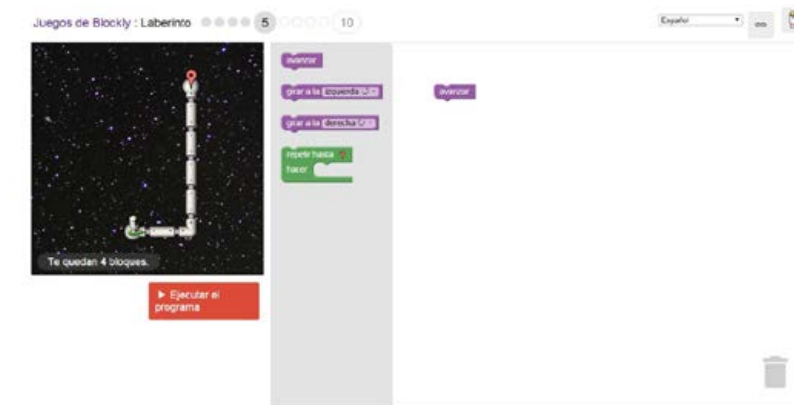 Juegos de Blockly : Laberinto 5 10
Español
avanzar
girar a la izquierda
avanzar
girar a la derecha
repetir hasta
hacer
Te quedan 4 bloques.
Ejecutar el
programa